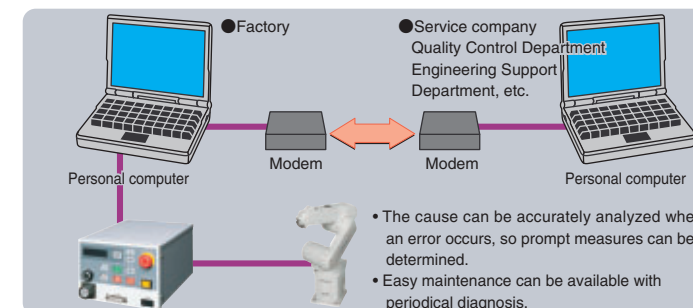 ●Factory
●Service company
Quality Control Department
Engineering Support
Department, etc.
Modem
Modem
Personal computer
Personal computer
• The cause can be accurately analyzed whe
an error occurs, so prompt measures can be
determined.
• Easy maintenance can be available with
periodical diagnosis.